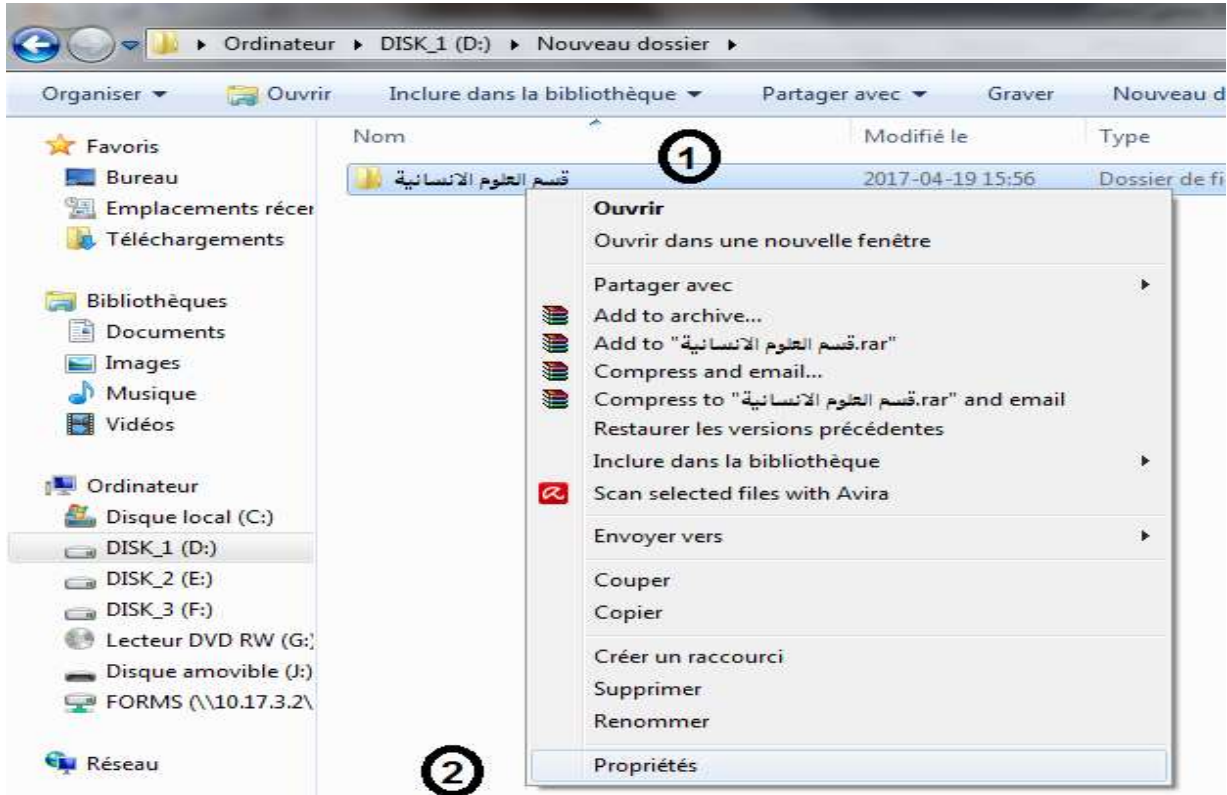 Ordinateur ▸ DISK_1 (D:) ▸ Nouveau dossier ▸
Organiser ▾ Ouvrir Inclure dans la bibliothèque ▾ Partager avec ▾ Graver Nouveau d
Nom Modifié le Type
1
قسم العلوم الانسانية 2017-04-19 15:56 Dossier de fi
Favoris
Bureau
Emplacements récer
Téléchargements
Bibliothèques
Documents
Images
Musique
Vidéos
Ordinateur
Disque local (C:)
DISK_1 (D:)
DISK_2 (E:)
DISK_3 (F:)
Lecteur DVD RW (G:)
Disque amovible (J:)
FORMS (\\10.17.3.2\
Réseau
Ouvrir
Ouvrir dans une nouvelle fenêtre
Partager avec
Add to archive...
Add to "قسم العلوم الانسانية.rar"
Compress and email...
Compress to "قسم العلوم الانسانية.rar" and email
Restaurer les versions précédentes
Inclure dans la bibliothèque
Scan selected files with Avira
Envoyer vers
Couper
Copier
Créer un raccourci
Supprimer
Renommer
2
Propriétés